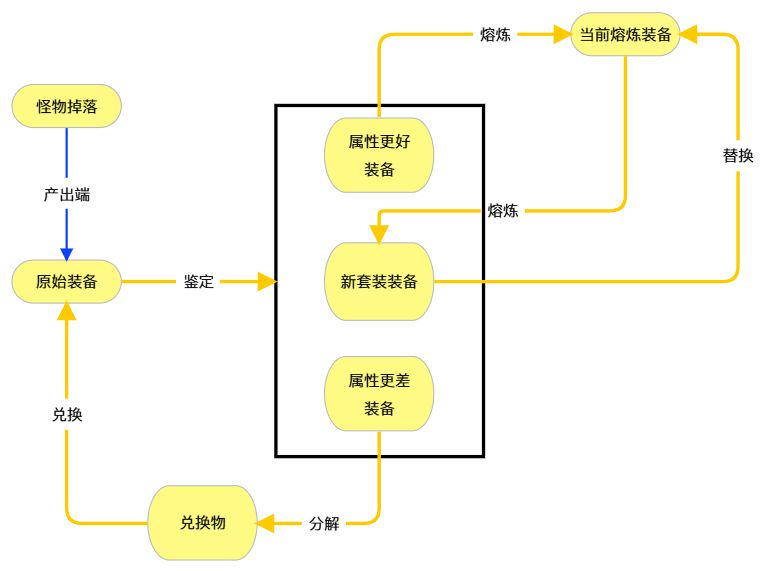 熔炼
当前熔炼装备
怪物掉落
属性更好
装备
替换
产出端
熔炼
原始装备
鉴定
新套装装备
属性更差
装备
兑换
兑换物
分解